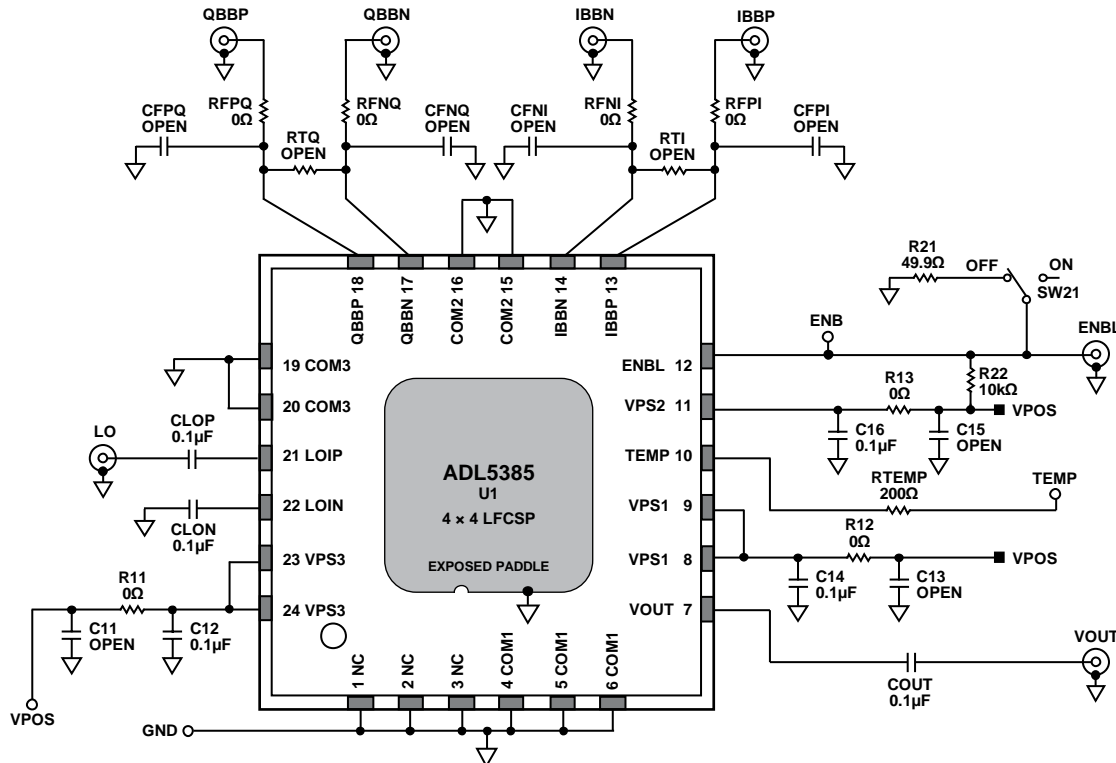 QBBP
QBBN
IBBN
IBBP
CFPQ
OPEN
RFPQ
0Ω
RTQ
OPEN
RFNQ
0Ω
CFNQ
OPEN
CFNI
OPEN
RFNI
0Ω
RTI
OPEN
RFPI
0Ω
CFPI
OPEN
QBBP 18
QBBN 17
COM2 16
COM2 15
IBBN 14
IBBP 13
R21
49.9Ω
OFF
ON
SW21
ENB
ENBL
19 COM3
20 COM3
21 LOIP
22 LOIN
23 VPS3
24 VPS3
ENBL 12
VPS2 11
TEMP 10
VPS1 9
VPS1 8
VOUT 7
R22
10kΩ
R13
0Ω
VPOS
C16
0.1µF
C15
OPEN
CLOP
0.1µF
LO
CLON
0.1µF
ADL5385
U1
4 × 4 LFCSP
EXPOSED PADDLE
RTEMP
200Ω
TEMP
R12
0Ω
VPOS
C14
0.1µF
C13
OPEN
R11
0Ω
C11
OPEN
C12
0.1µF
VPOS
VOUT
COUT
0.1µF
1 NC
2 NC
3 NC
4 COM1
5 COM1
6 COM1
GND